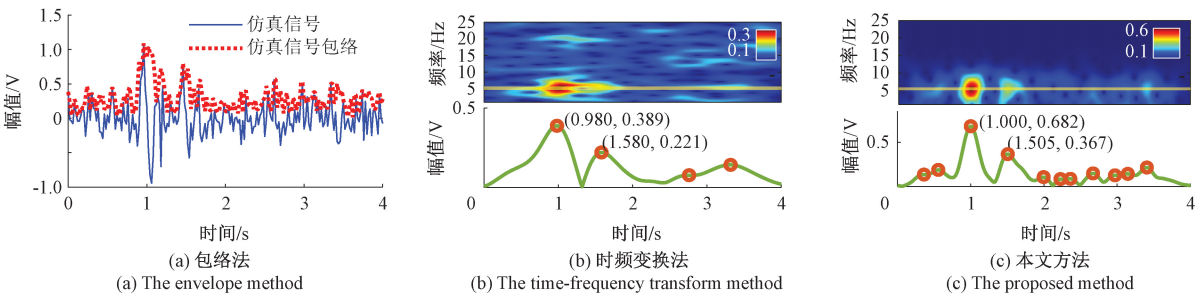 1.5
1.0
0.5
0
-1.0
幅值/V
仿真信号
仿真信号包络
0
1
2
3
4
时间/s
(a) 包络法
(a) The envelope method
25
20
15
10
5
频率/Hz
0.3
0.1
0.5
幅值/V
(0.980, 0.389)
(1.580, 0.221)
0
1
2
3
4
时间/s
(b) 时频变换法
(b) The time-frequency transform method
25
20
15
10
5
频率/Hz
0.6
0.1
0.5
幅值/V
(1.000, 0.682)
(1.505, 0.367)
0
1
2
3
4
时间/s
(c) 本文方法
(c) The proposed method